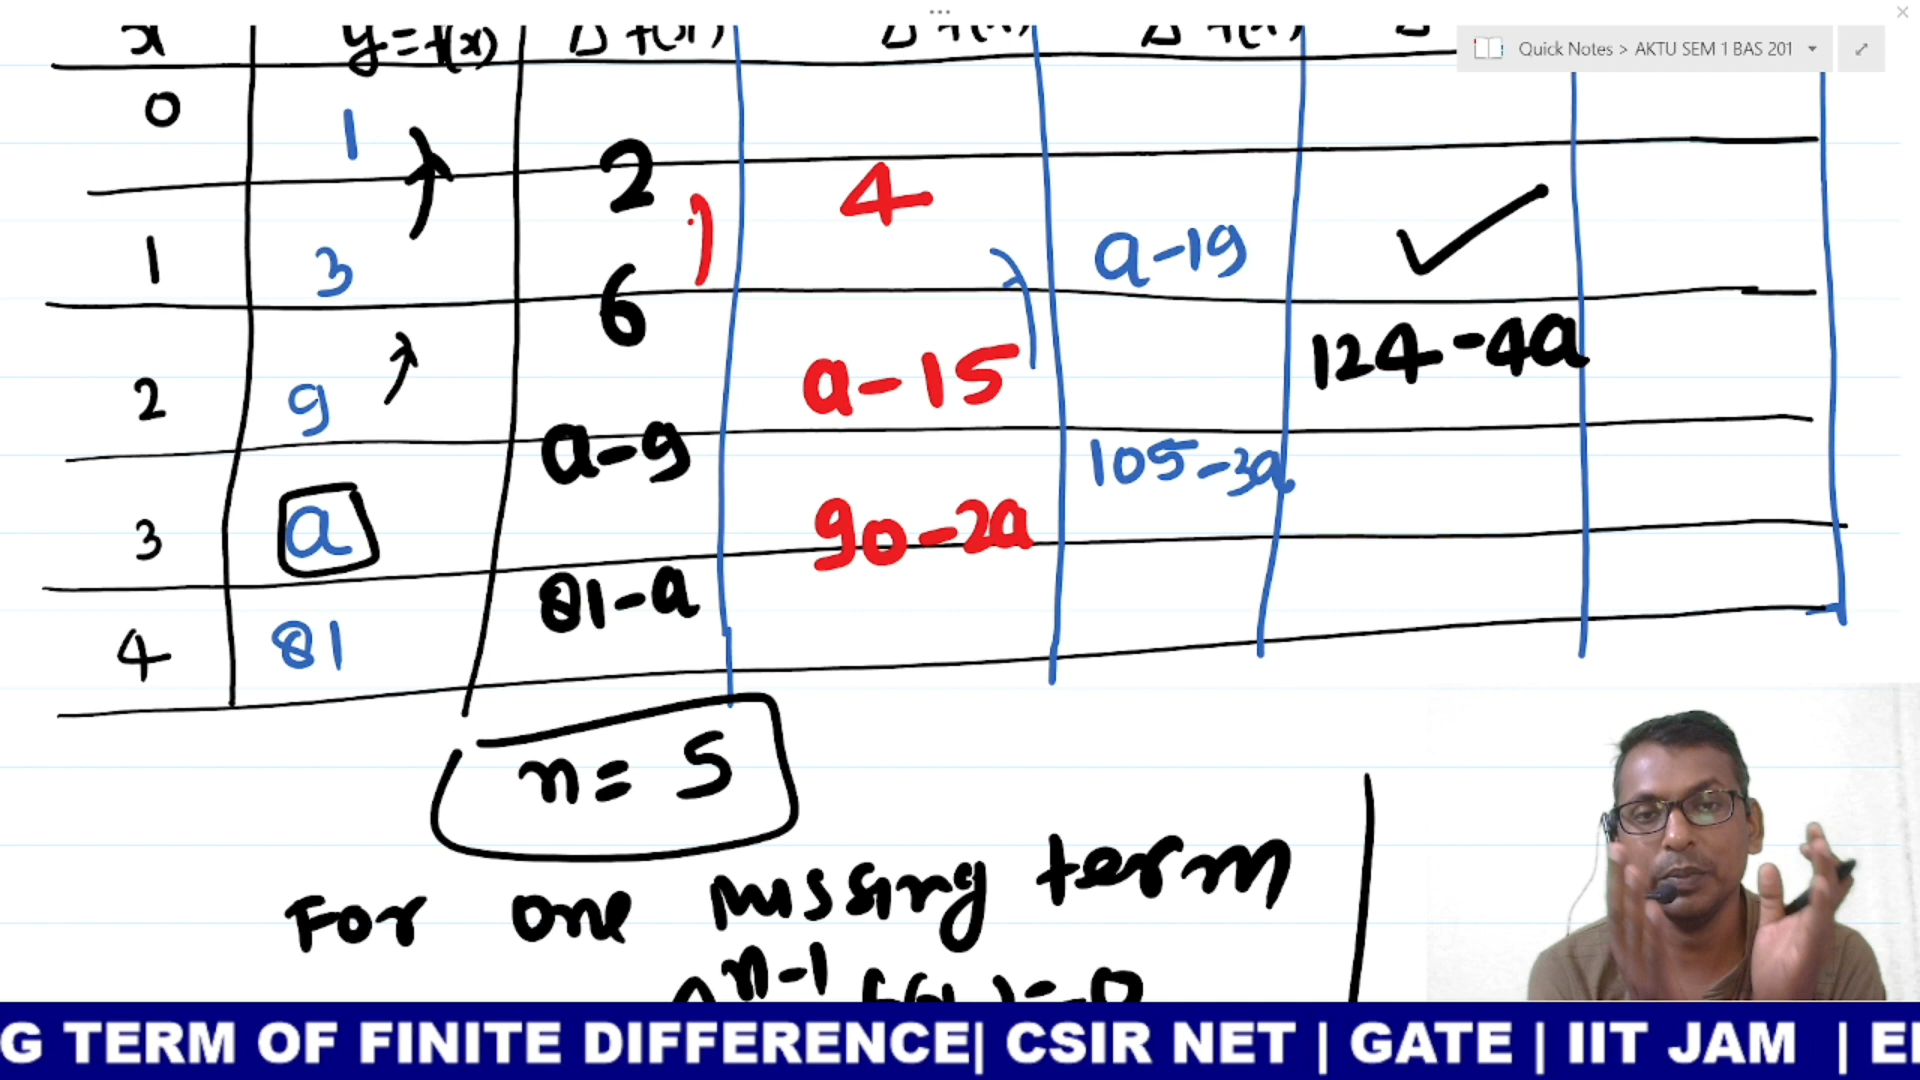 Quick Notes > AKTU SEM 1 BAS 201
x y=f(x) Δ f(x)
0 1
2 4
1 3 a-19
6
124-4a
2 9 a-15
a-9 105-3a
3 a 90-2a
81-a
4 81
n= 5
For one missing term
n-1
G TERM OF FINITE DIFFERENCE| CSIR NET | GATE | IIT JAM | E